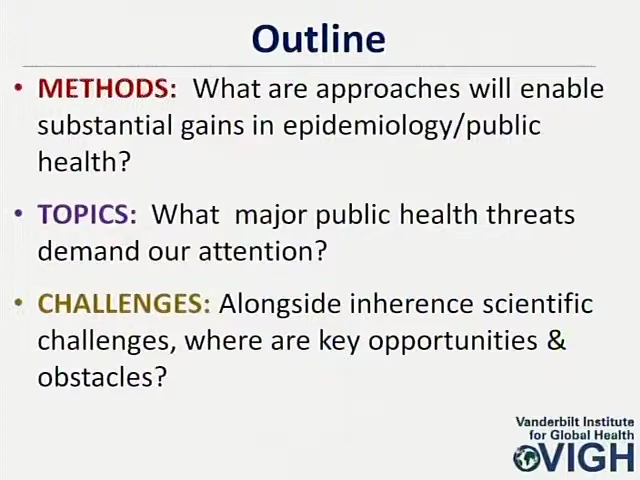 Outline
• METHODS: What are approaches will enable
substantial gains in epidemiology/public
health?
• TOPICS: What major public health threats
demand our attention?
• CHALLENGES: Alongside inherence scientific
challenges, where are key opportunities &
obstacles?
Vanderbilt Institute
for Global Health
VIGH